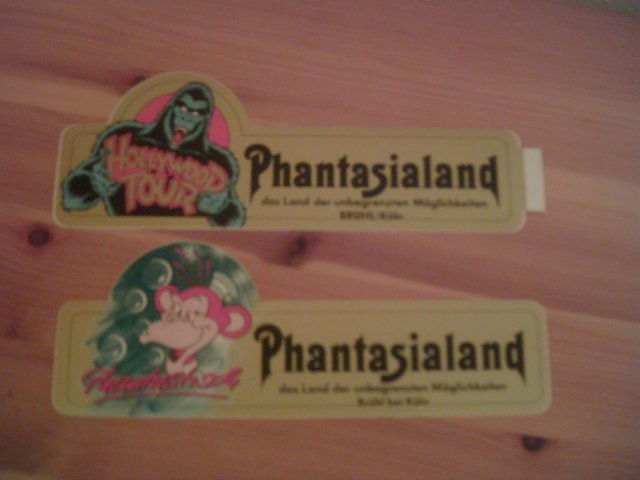 HOLLYWOOD
TOUR
Phantasialand
das Land der unbegrenzten Möglichkeiten
BRÜHL/Köln
Phantasialand
das Land der unbegrenzten Möglichkeiten
Brühl bei Köln